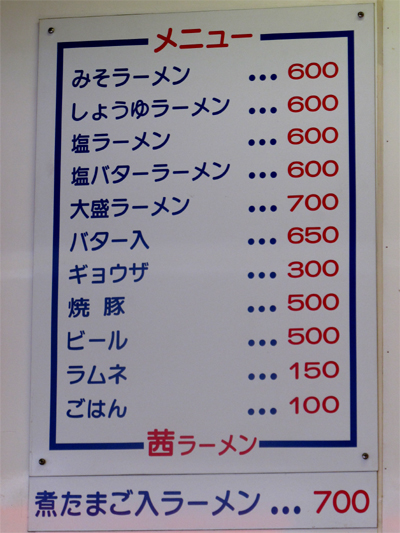 メニュー
みそラーメン ••• 600
しょうゆラーメン ••• 600
塩ラーメン ••• 600
塩バターラーメン ••• 600
大盛ラーメン ••• 700
バター入 ••• 650
ギョウザ ••• 300
焼豚 ••• 500
ビール ••• 500
ラムネ ••• 150
ごはん ••• 100
茜ラーメン
煮たまご入ラーメン ••• 700